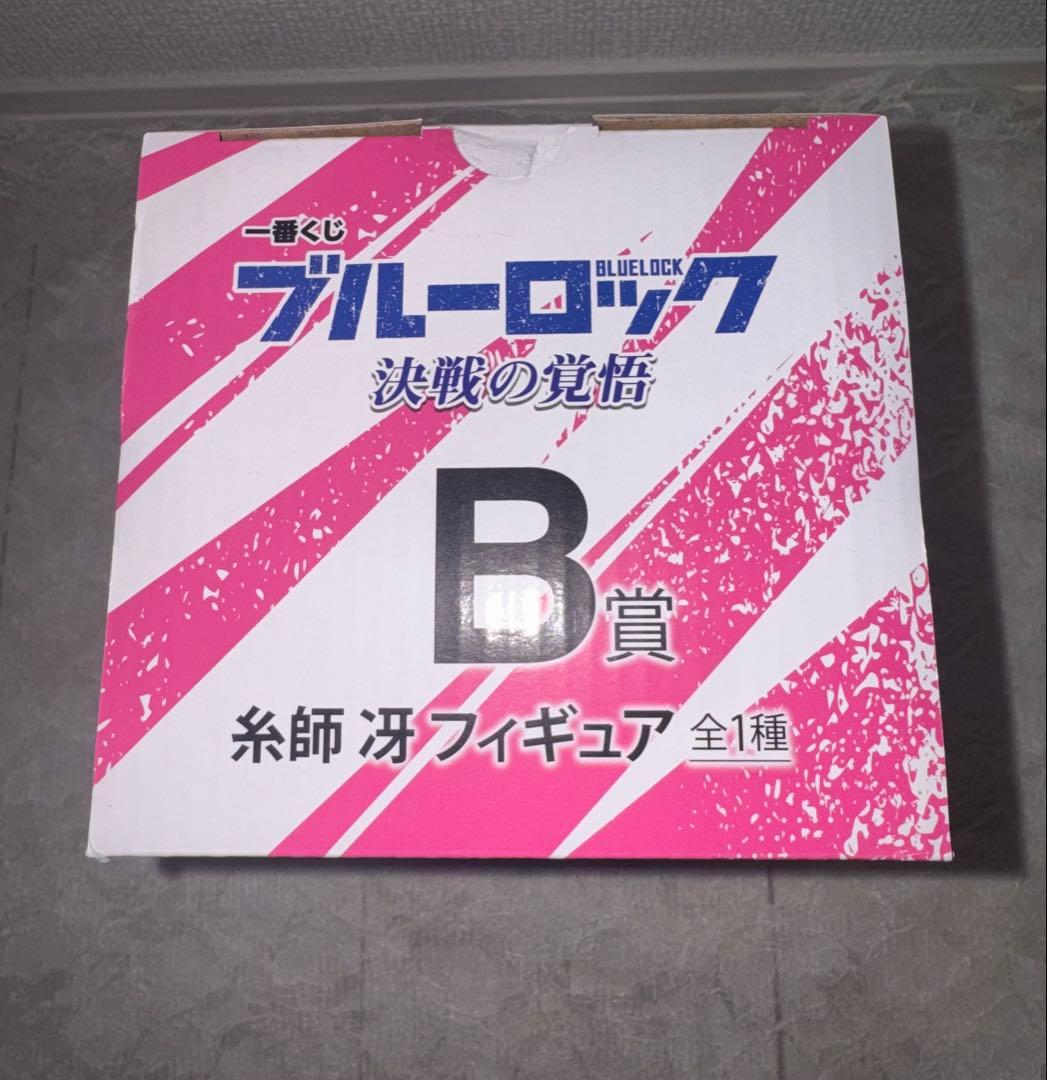 一番くじ
ブルーロック
BLUELOCK
決戦の覚悟
B賞
糸師 冴 フィギュア 全1種